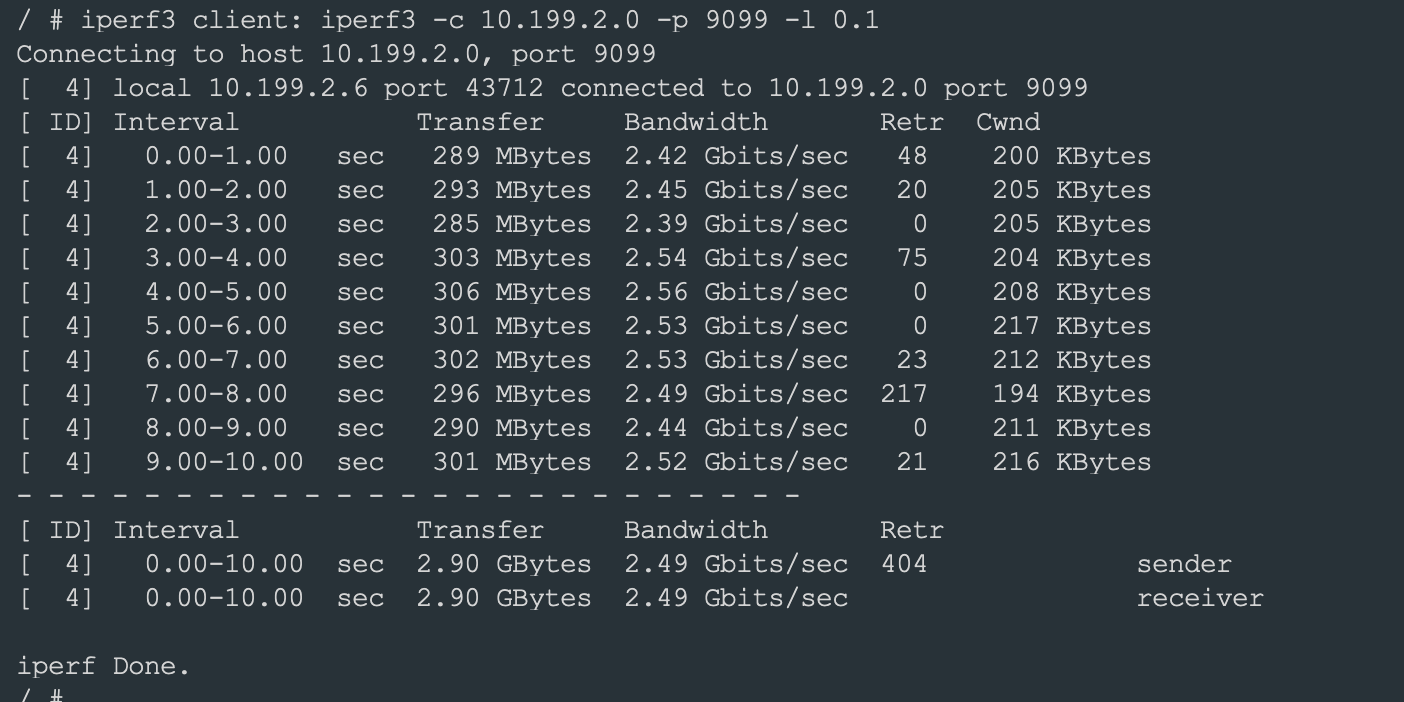 / # iperf3 client: iperf3 -c 10.199.2.0 -p 9099 -l 0.1
Connecting to host 10.199.2.0, port 9099
[  4] local 10.199.2.6 port 43712 connected to 10.199.2.0 port 9099
[ ID] Interval           Transfer     Bandwidth       Retr  Cwnd
[  4]   0.00-1.00   sec   289 MBytes  2.42 Gbits/sec   48    200 KBytes
[  4]   1.00-2.00   sec   293 MBytes  2.45 Gbits/sec   20    205 KBytes
[  4]   2.00-3.00   sec   285 MBytes  2.39 Gbits/sec    0    205 KBytes
[  4]   3.00-4.00   sec   303 MBytes  2.54 Gbits/sec   75    204 KBytes
[  4]   4.00-5.00   sec   306 MBytes  2.56 Gbits/sec    0    208 KBytes
[  4]   5.00-6.00   sec   301 MBytes  2.53 Gbits/sec    0    217 KBytes
[  4]   6.00-7.00   sec   302 MBytes  2.53 Gbits/sec   23    212 KBytes
[  4]   7.00-8.00   sec   296 MBytes  2.49 Gbits/sec  217    194 KBytes
[  4]   8.00-9.00   sec   290 MBytes  2.44 Gbits/sec    0    211 KBytes
[  4]   9.00-10.00  sec   301 MBytes  2.52 Gbits/sec   21    216 KBytes
- - - - - - - - - - - - - - - - - - - - - - - - -
[ ID] Interval           Transfer     Bandwidth       Retr
[  4]   0.00-10.00  sec  2.90 GBytes  2.49 Gbits/sec  404             sender
[  4]   0.00-10.00  sec  2.90 GBytes  2.49 Gbits/sec                  receiver

iperf Done.
/ #